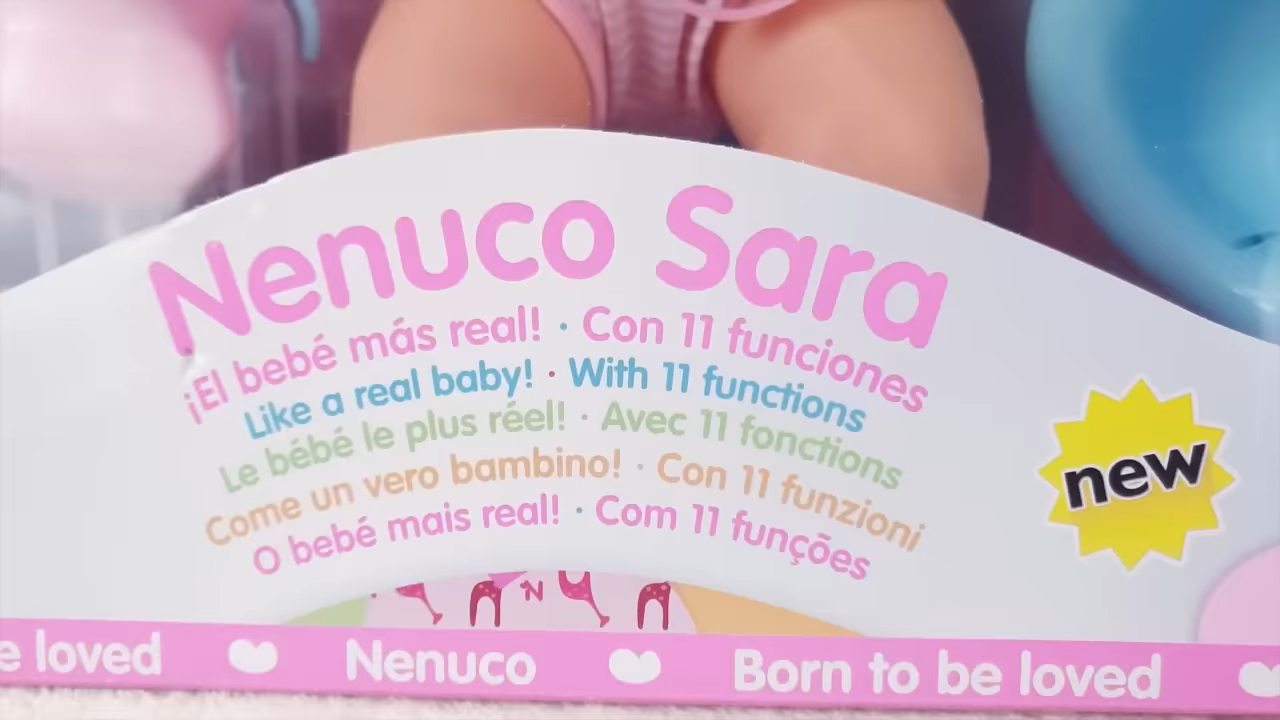 Nenuco Sara
¡El bebé más real! · Con 11 funciones
Like a real baby! · With 11 functions
Le bébé le plus réel! · Avec 11 fonctions
Come un vero bambino! · Con 11 funzioni
O bebé mais real! · Com 11 funções
new
e loved Nenuco Born to be loved